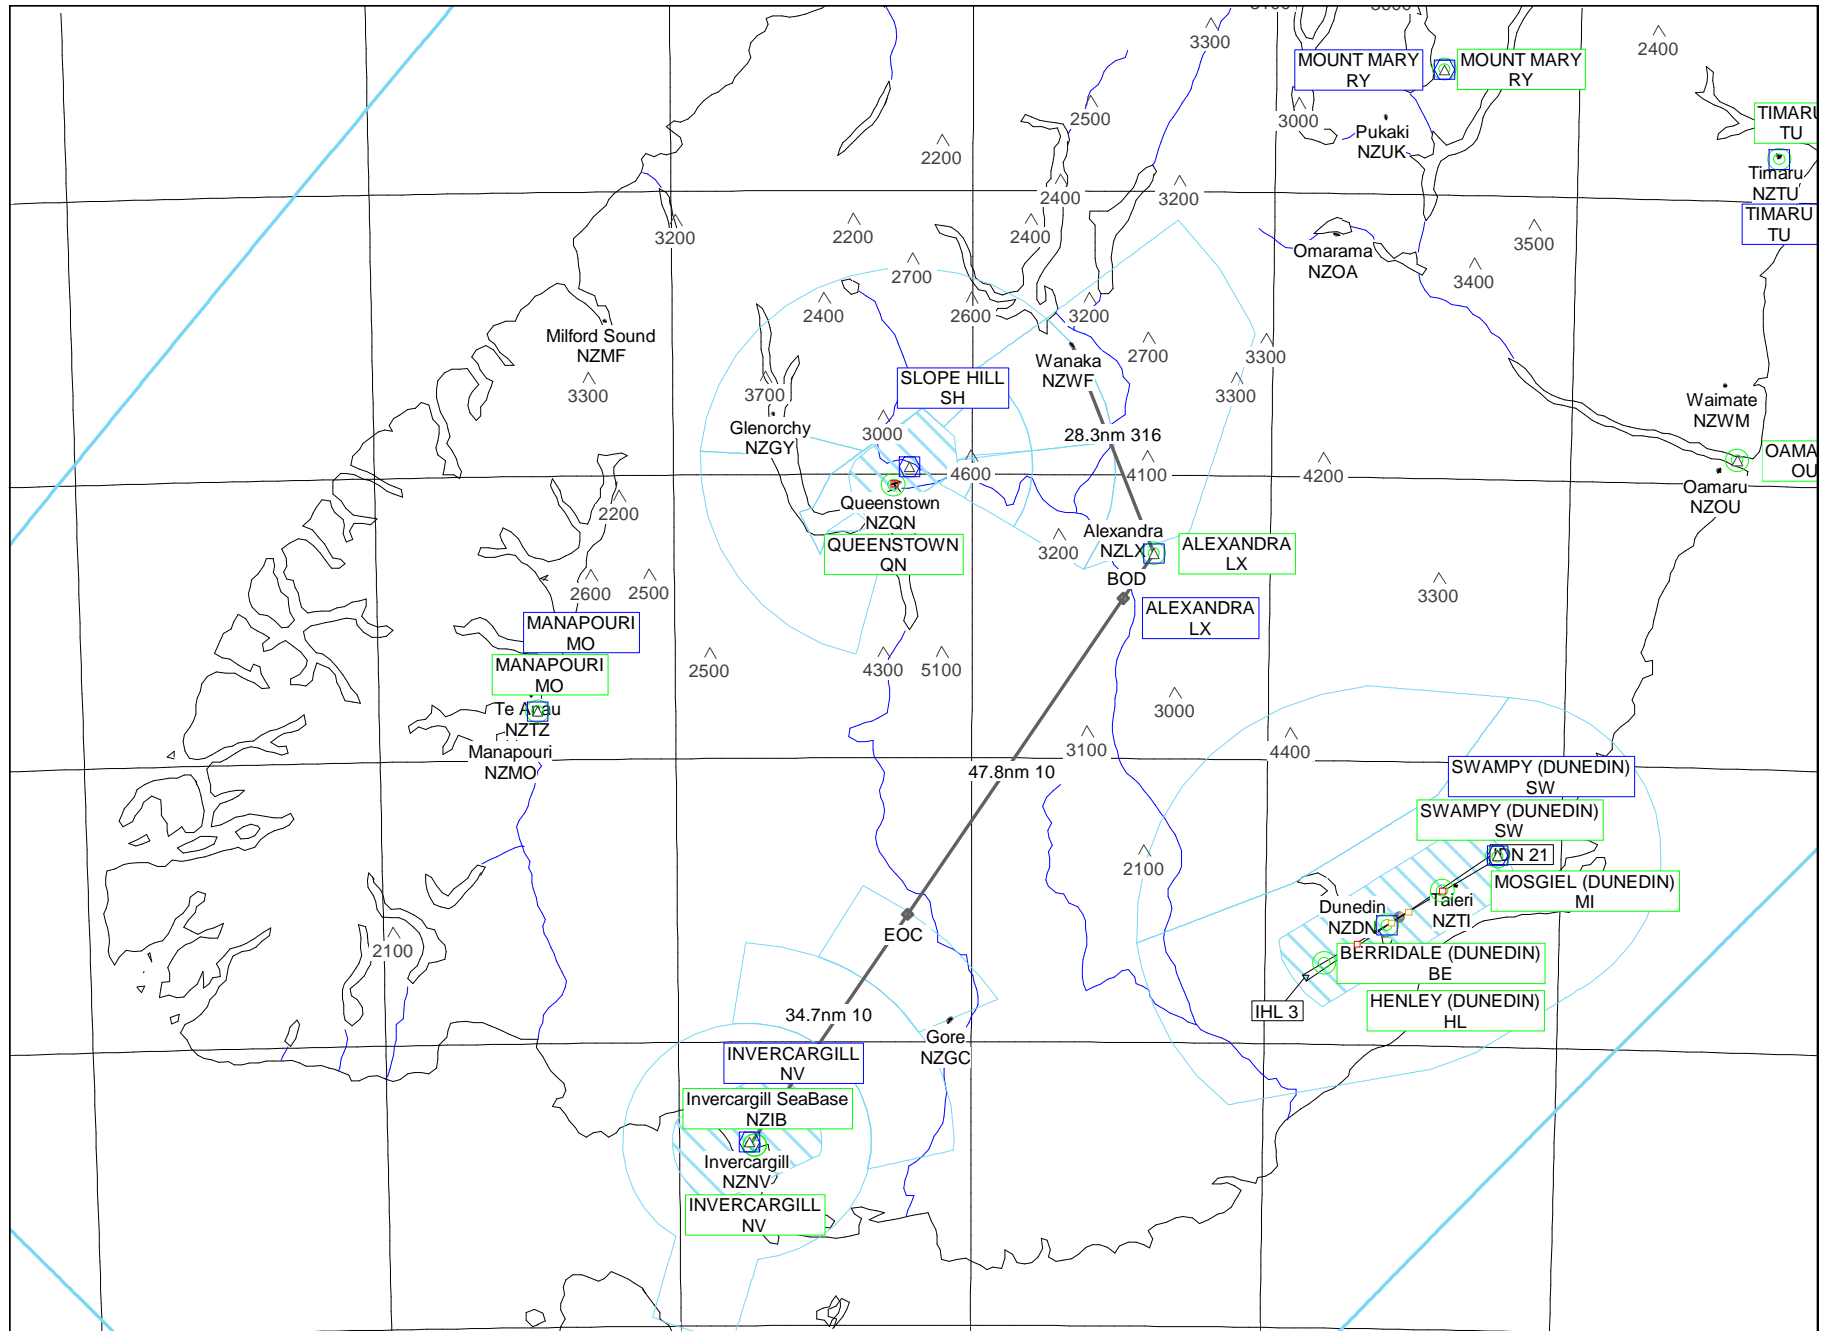 3300
2400
MOUNT MARY
RY
MOUNT MARY
RY
2500
3000
Pukaki
NZUK
TIMARU
TU
2200
Timaru
NZTU
2400
3200
TIMARU
TU
3200
2200
2400
3500
Omarama
NZOA
2700
3400
2400
2600
3200
Milford Sound
NZMF
2700
3300
Wanaka
NZWF
SLOPE HILL
SH
3300
3700
3300
Waimate
NZWM
Glenorchy
NZGY
3000
28.3nm 316
OAMA
OU
4600
4100
4200
Oamaru
NZOU
2200
Queenstown
NZQN
Alexandra
NZLX
3200
QUEENSTOWN
QN
ALEXANDRA
LX
BOD
2600
2500
3300
ALEXANDRA
LX
MANAPOURI
MO
MANAPOURI
MO
2500
4300
5100
Te Anau
NZTZ
3000
Manapouri
NZMO
3100
4400
47.8nm 10
SWAMPY (DUNEDIN)
SW
SWAMPY (DUNEDIN)
SW
2100
IDN 21
MOSGIEL (DUNEDIN)
MI
Taieri
NZTI
Dunedin
NZDN
EOC
2100
BERRIDALE (DUNEDIN)
BE
34.7nm 10
IHL 3
HENLEY (DUNEDIN)
HL
Gore
NZGC
INVERCARGILL
NV
Invercargill SeaBase
NZIB
Invercargill
NZNV
INVERCARGILL
NV